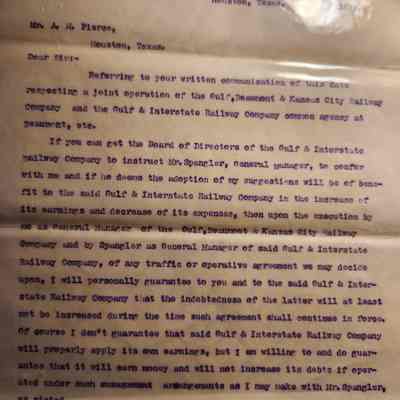 Houston, Texas.
Mr. A. M. Pierce,
Houston, Texas.
Dear Sir:-
Referring to your written communication of this date
respecting a joint operation of the Gulf,Beaumont & Kansas City Railway
Company and the Gulf & Interstate Railway Company common agency at
Beaumont, etc.
If you can get the Board of Directors of the Gulf & Interstate
Railway Company to instruct Mr.Spangler, General manager, to confer
with me and if he deems the adoption of my suggestions will be of bene-
fit to the said Gulf & Interstate Railway Company in the increase of
its earnings and decrease of its expenses, then upon the execution by
me as General Manager of the Gulf,Beaumont & Kansas City Railway
Company and by Spangler as General Manager of said Gulf & Interstate
Railway Company, of any traffic or operative agreement we may decide
upon, I will personally guarantee to you and to the said Gulf & Inter-
state Railway Company that the indebtedness of the latter will at least
not be increased during the time such agreement shall continue in force.
Of course I don't guarantee that said Gulf & Interstate Railway Company
will properly apply its own earnings, but I am willing to and do guar-
antee that it will earn money and will not increase its debts if oper-
ated under such management arrangements as I may make with Mr.Spangler,
as stated